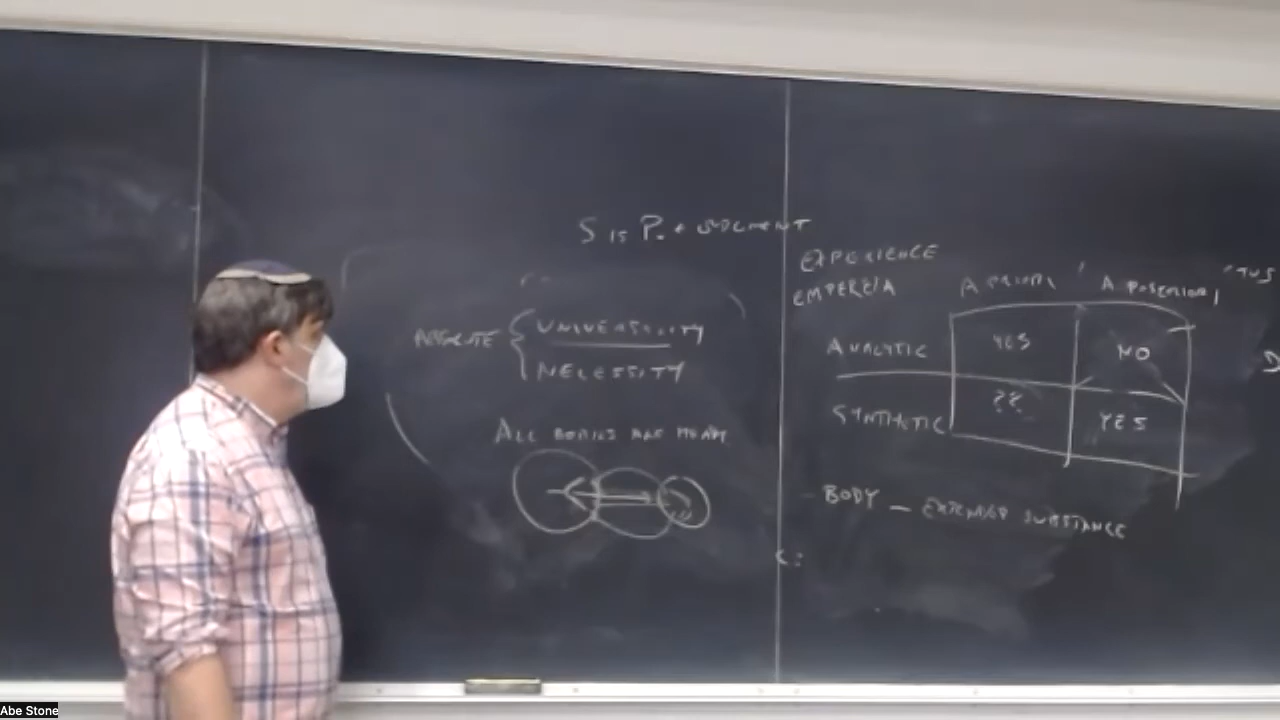 S IS P. JUDGMENT
EXPERIENCE
EMPEREIA
A PRIORI A POSTERIORI
ANALYTIC YES NO
SYNTHETIC ?? YES
ABSOLUTE { UNIVERSALITY
NECESSITY
ALL BODIES ARE HEAVY
BODY — EXTENDED SUBSTANCE
Abe Stone